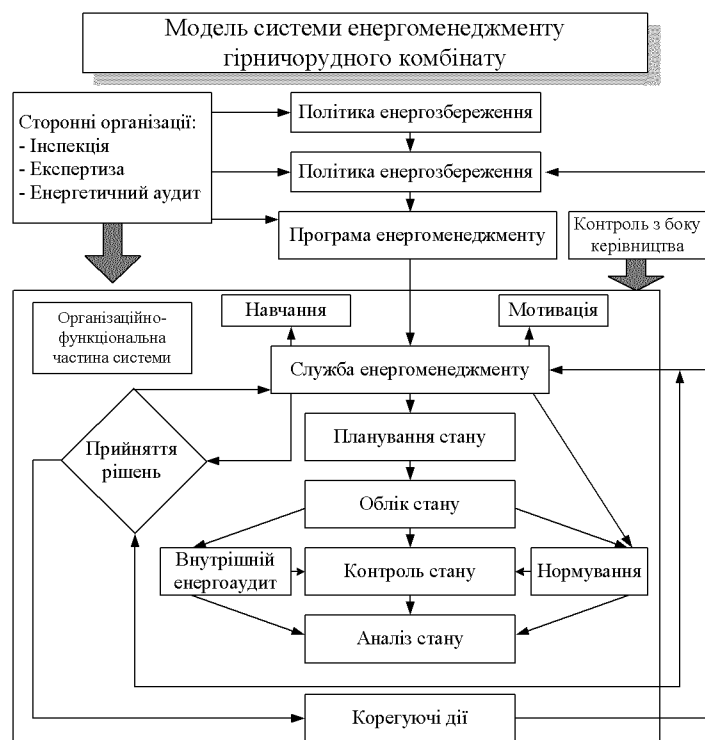 Модель системи енергоменеджменту
гірничорудного комбінату
Сторонні організації:
- Інспекція
- Експертиза
- Енергетичний аудит
Політика енергозбереження
Політика енергозбереження
Програма енергоменеджменту
Контроль з боку
керівництва
Організаційно-
функціональна
частина системи
Навчання
Мотивація
Служба енергоменеджменту
Прийняття
рішень
Планування стану
Облік стану
Внутрішній
енергоаудит
Контроль стану
Нормування
Аналіз стану
Корегуючі дії